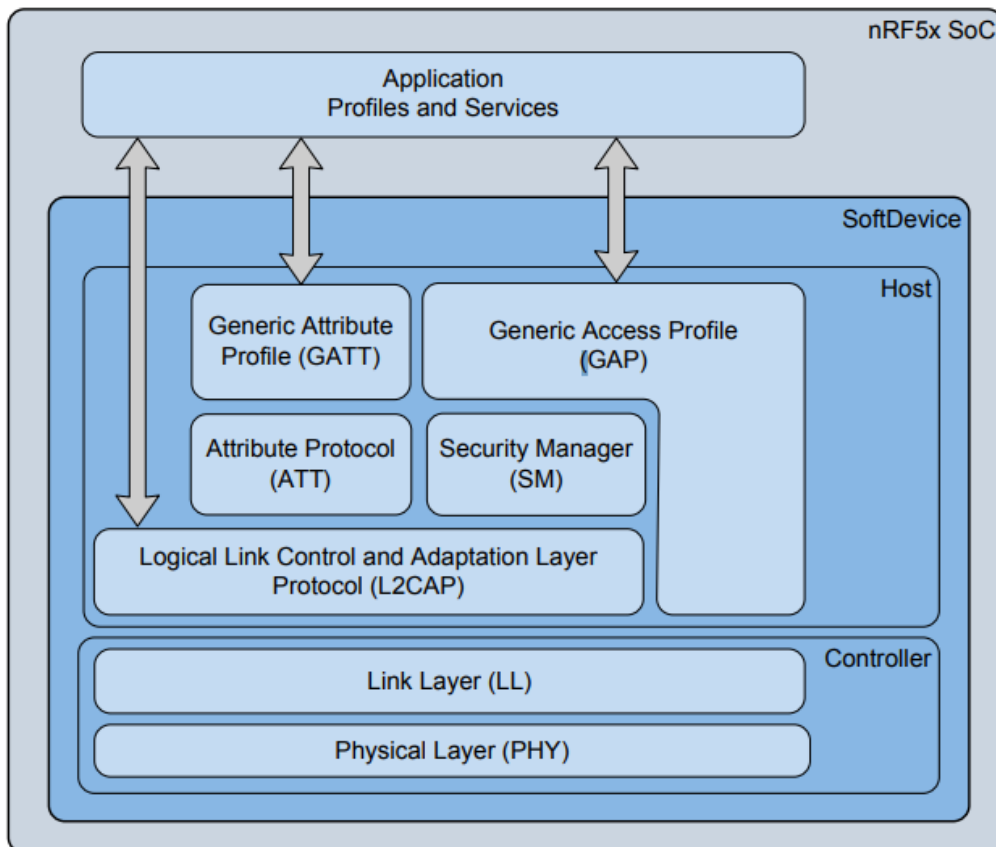 nRF5x SoC
Application
Profiles and Services
SoftDevice
Host
Generic Attribute
Profile (GATT)
Generic Access Profile
(GAP)
Attribute Protocol
(ATT)
Security Manager
(SM)
Logical Link Control and Adaptation Layer
Protocol (L2CAP)
Controller
Link Layer (LL)
Physical Layer (PHY)